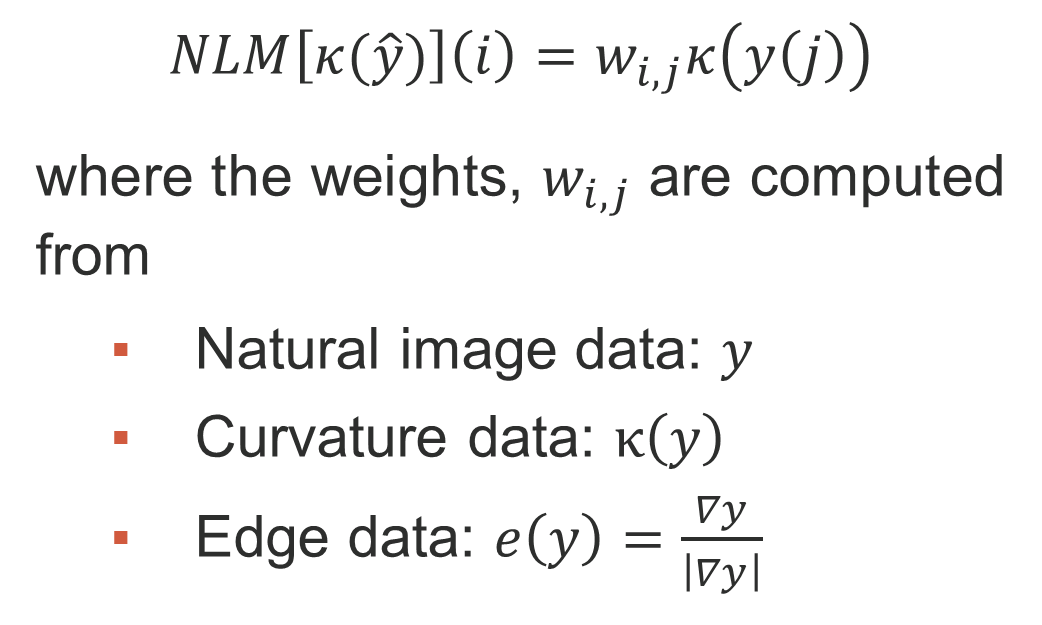 NLM[κ(ŷ)](i) = w_{i,j}κ(y(j))
where the weights, w_{i,j} are computed
from
▪ Natural image data: y
▪ Curvature data: κ(y)
▪ Edge data: e(y) = ∇y / |∇y|